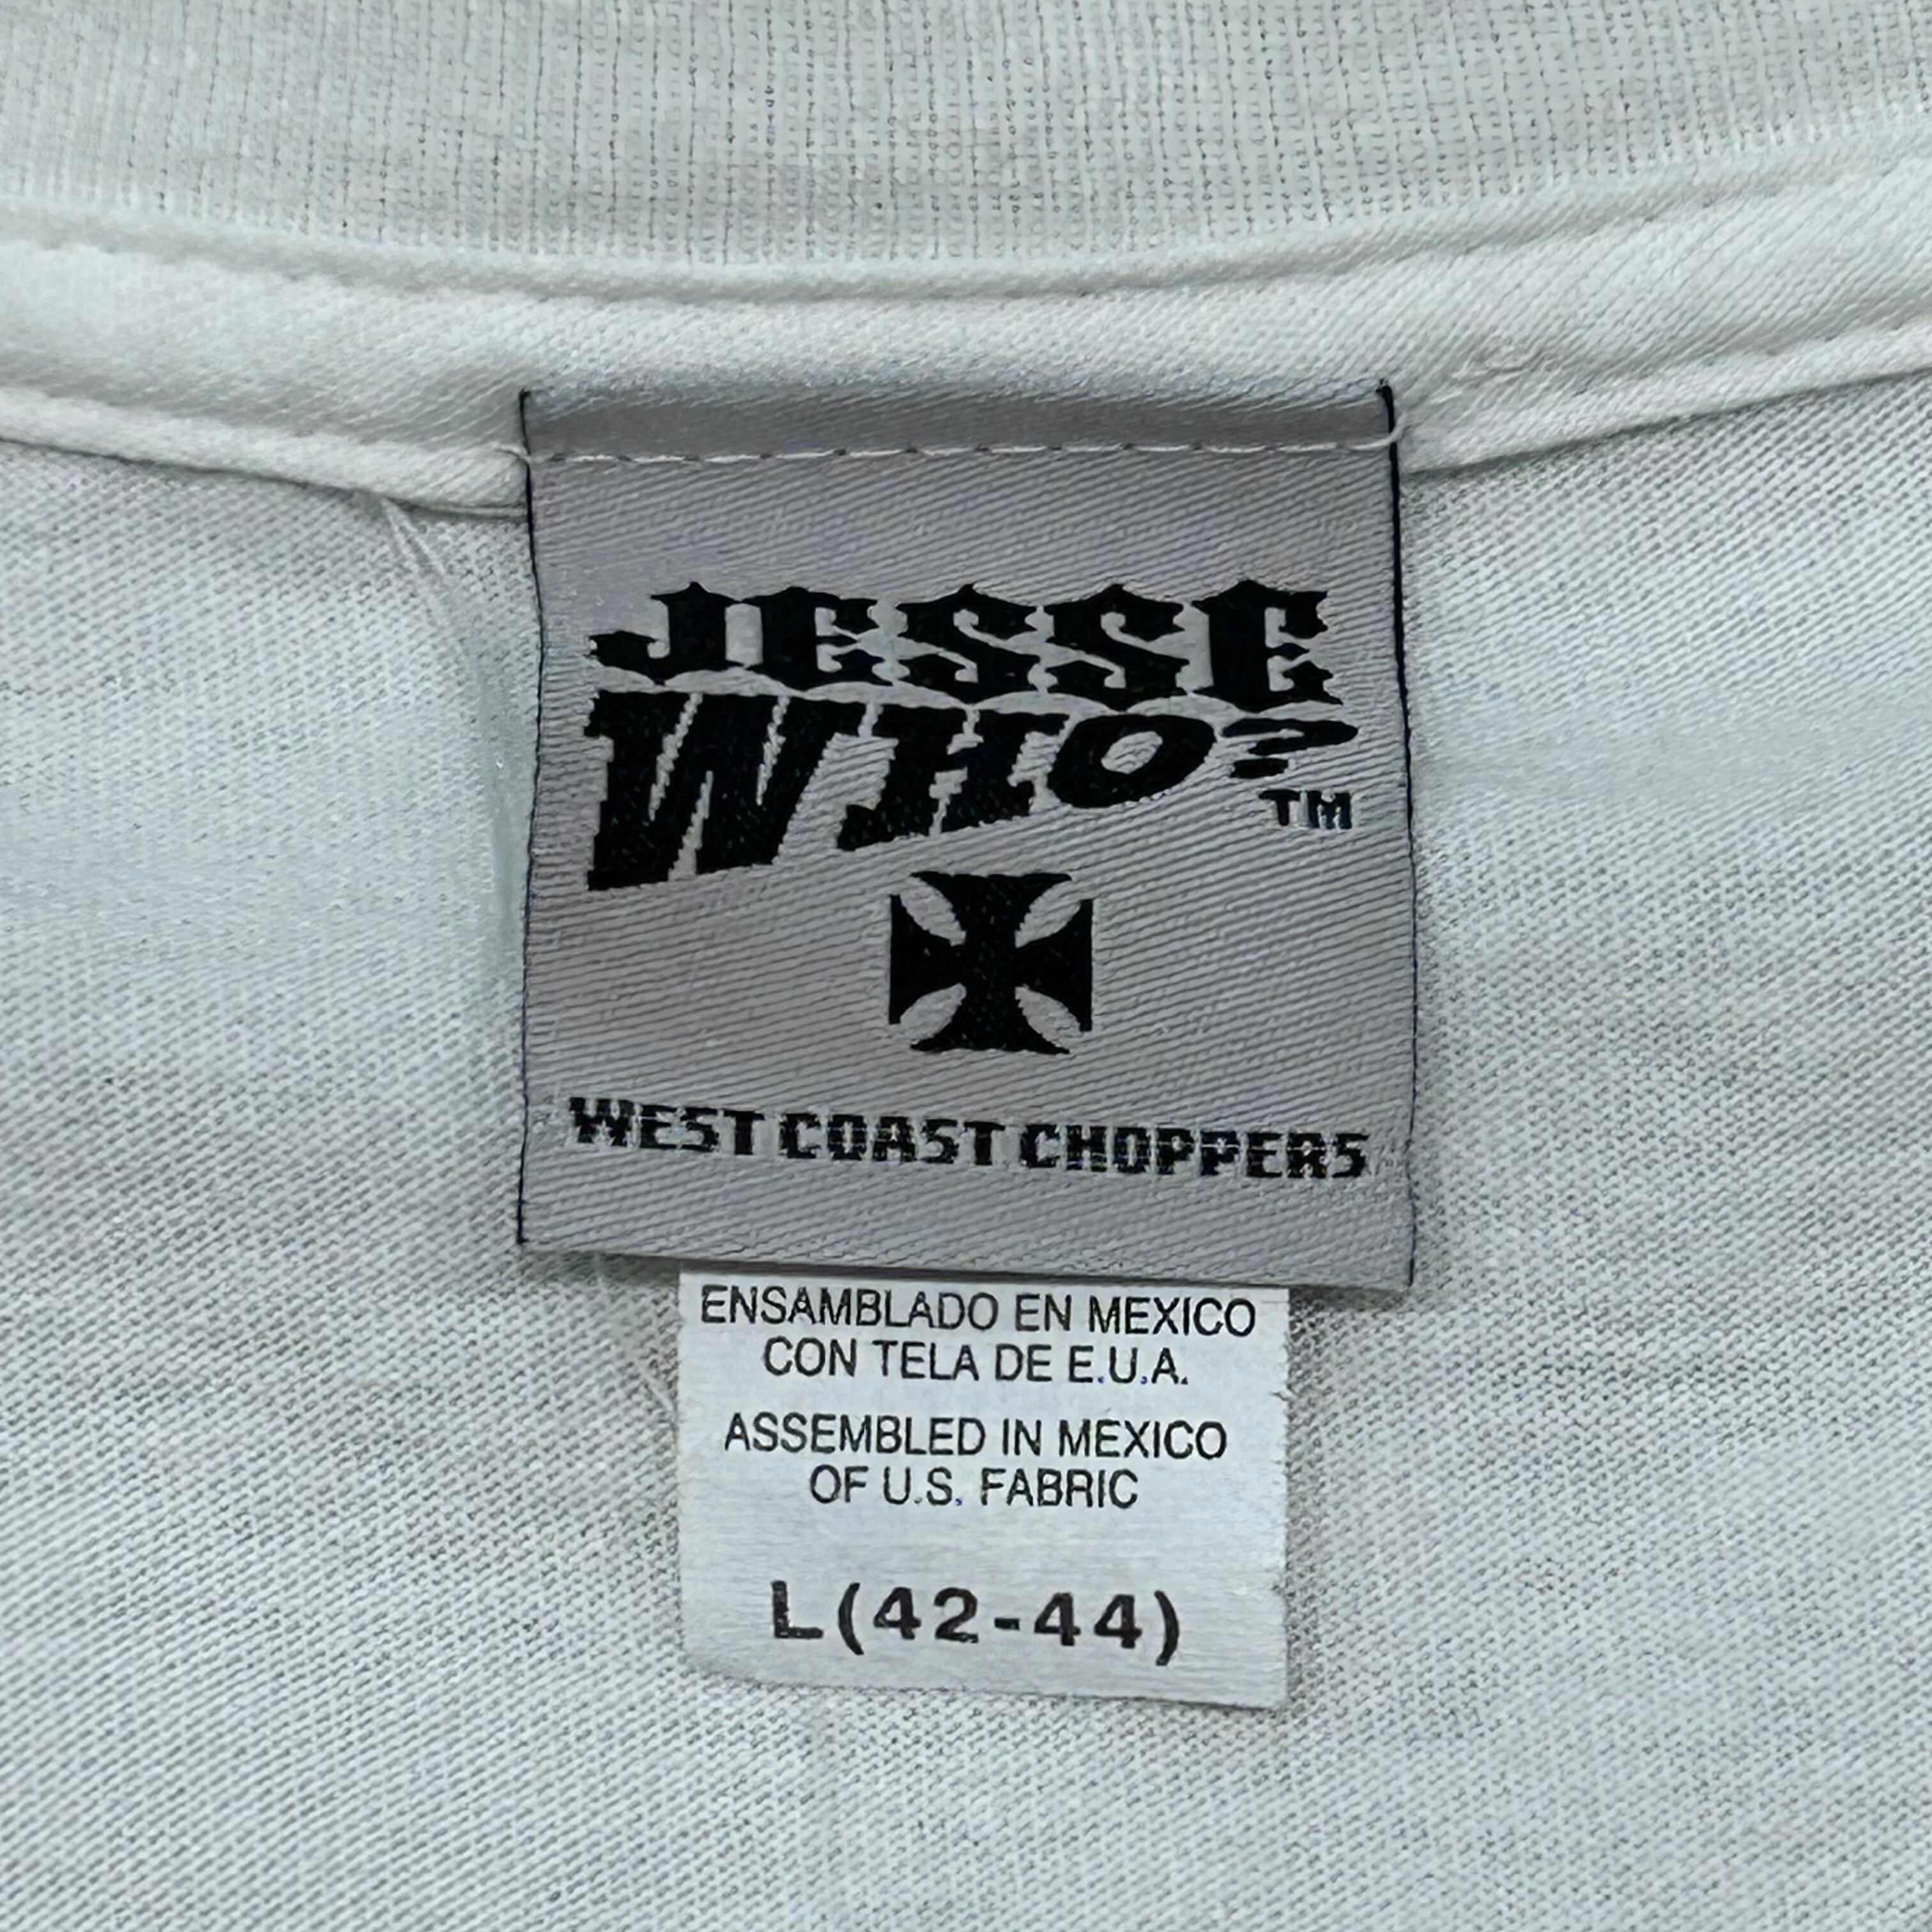 JESSE
WHO?
TM
WEST COAST CHOPPERS
ENSAMBLADO EN MEXICO
CON TELA DE E.U.A.
ASSEMBLED IN MEXICO
OF U.S. FABRIC
L(42-44)